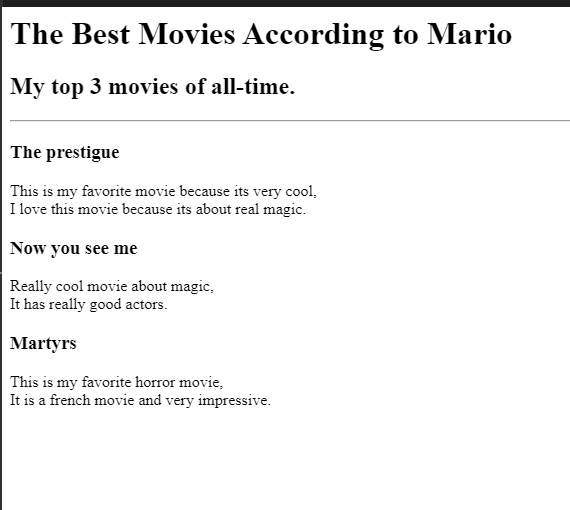 The Best Movies According to Mario
My top 3 movies of all-time.
The prestigue
This is my favorite movie because its very cool,
I love this movie because its about real magic.
Now you see me
Really cool movie about magic,
It has really good actors.
Martyrs
This is my favorite horror movie,
It is a french movie and very impressive.